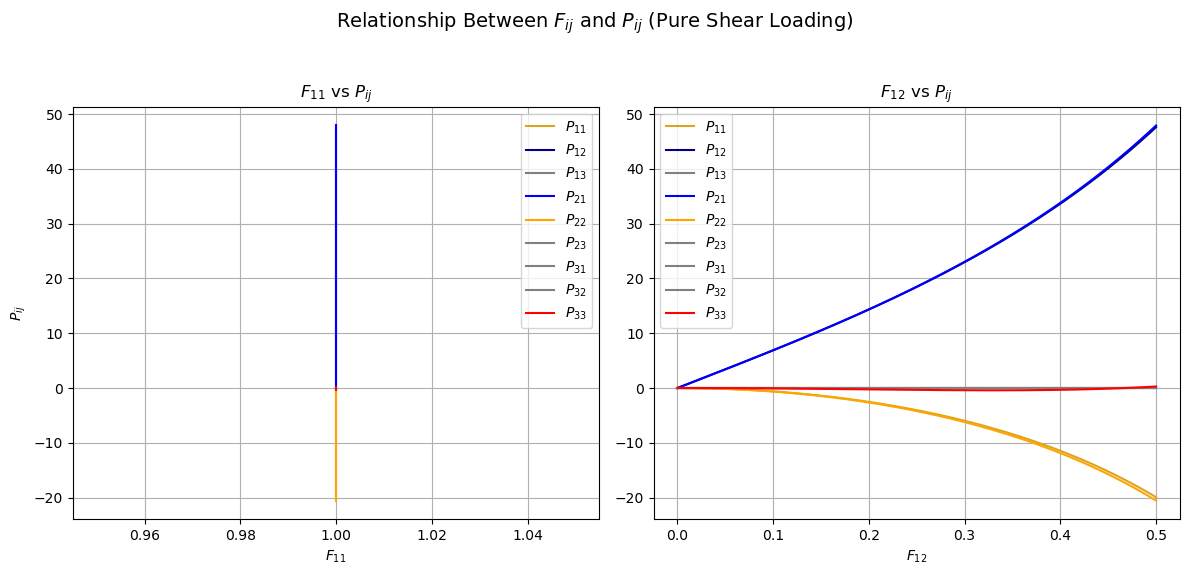 Relationship Between F_ij and P_ij (Pure Shear Loading)
F_11 vs P_ij
P_ij
50
40
30
20
10
0
−10
−20
0.96 0.98 1.00 1.02 1.04
F_11
P_11
P_12
P_13
P_21
P_22
P_23
P_31
P_32
P_33
F_12 vs P_ij
50
40
30
20
10
0
−10
−20
0.0 0.1 0.2 0.3 0.4 0.5
F_12
P_11
P_12
P_13
P_21
P_22
P_23
P_31
P_32
P_33